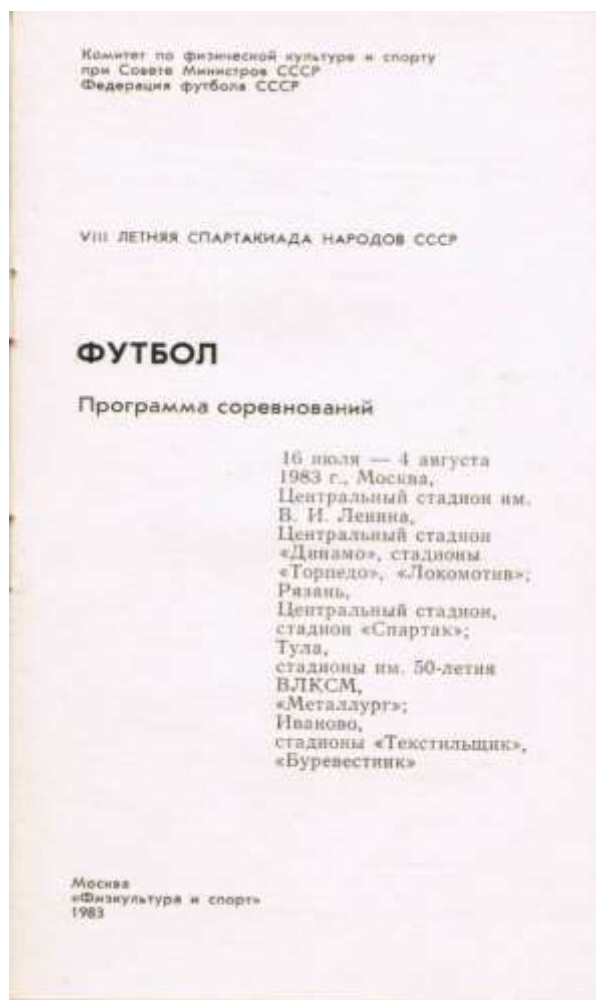 Комитет по физической культуре и спорту
при Совете Министров СССР
Федерация футбола СССР
VIII ЛЕТНЯЯ СПАРТАКИАДА НАРОДОВ СССР
ФУТБОЛ
Программа соревнований
16 июля — 4 августа
1983 г., Москва,
Центральный стадион им.
В. И. Ленина,
Центральный стадион
«Динамо», стадионы
«Торпедо», «Локомотив»;
Рязань,
Центральный стадион,
стадион «Спартак»;
Тула,
стадионы им. 50-летия
ВЛКСМ,
«Металлург»;
Иваново,
стадионы «Текстильщик»,
«Буревестник»
Москва
«Физкультура и спорт»
1983